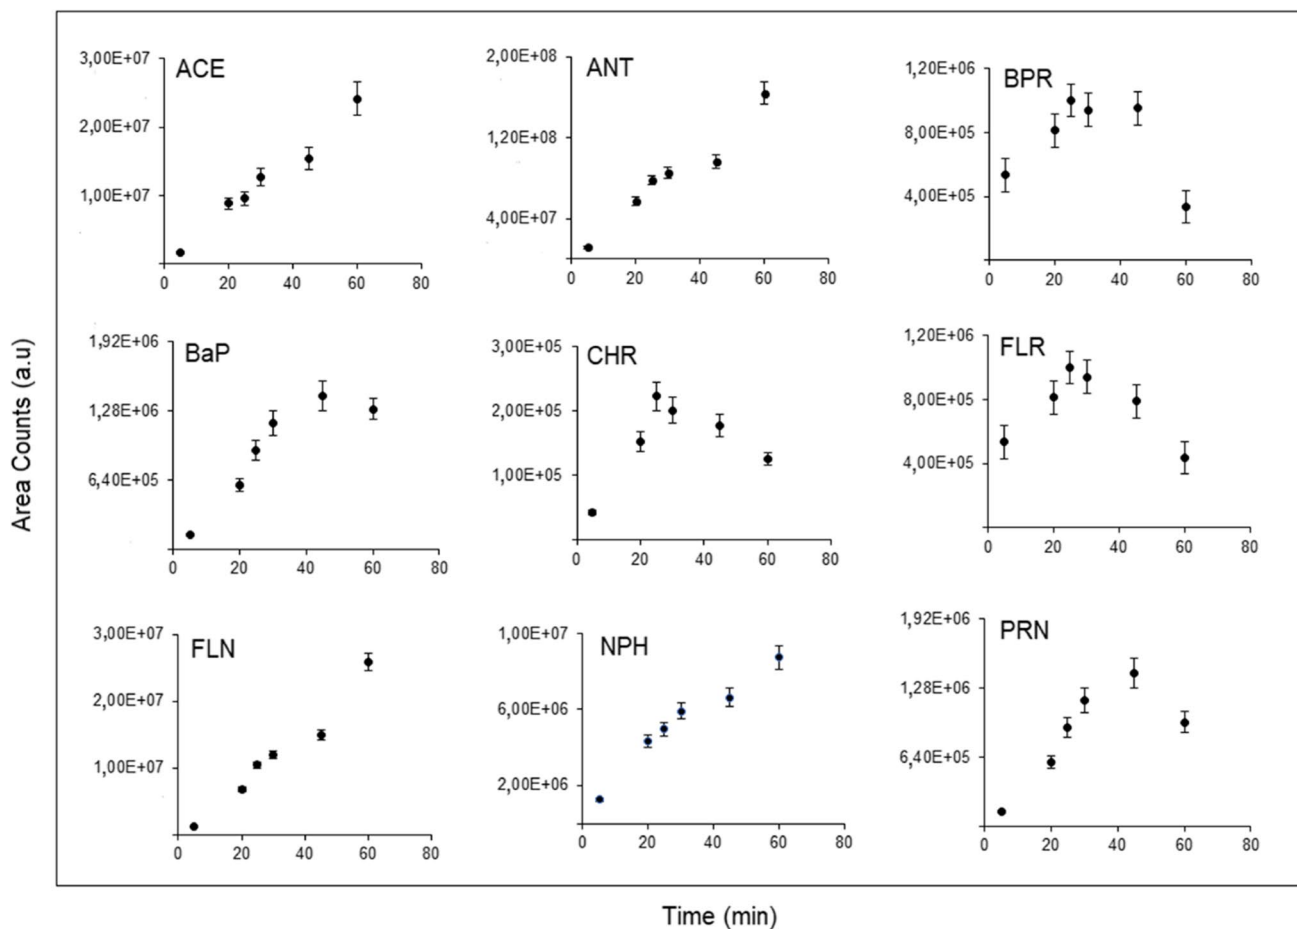 Area Counts (a.u)
ACE
3,00E+07
2,00E+07
1,00E+07
0 20 40 60 80
ANT
2,00E+08
1,20E+08
4,00E+07
0 20 40 60 80
BPR
1,20E+06
8,00E+05
4,00E+05
0 20 40 60 80
BaP
1,92E+06
1,28E+06
6,40E+05
0 20 40 60 80
CHR
3,00E+05
2,00E+05
1,00E+05
0 20 40 60 80
FLR
1,20E+06
8,00E+05
4,00E+05
0 20 40 60 80
FLN
3,00E+07
2,00E+07
1,00E+07
0 20 40 60 80
NPH
1,00E+07
6,00E+06
2,00E+06
0 20 40 60 80
PRN
1,92E+06
1,28E+06
6,40E+05
0 20 40 60 80
Time (min)